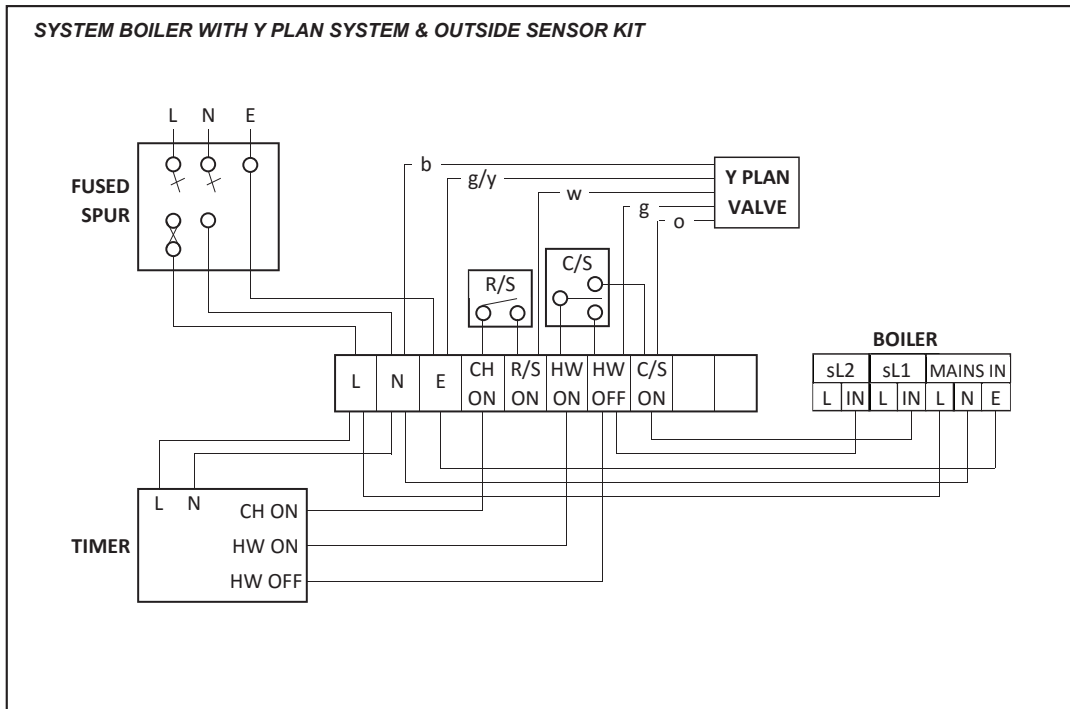 SYSTEM BOILER WITH Y PLAN SYSTEM & OUTSIDE SENSOR KIT
L N E
FUSED
SPUR
b
g/y
w
g
o
Y PLAN
VALVE
R/S
C/S
L
N
E
CH
ON
R/S
ON
HW
ON
HW
OFF
C/S
ON
BOILER
sL2 sL1 MAINS IN
L IN L IN L N E
TIMER
L N
CH ON
HW ON
HW OFF